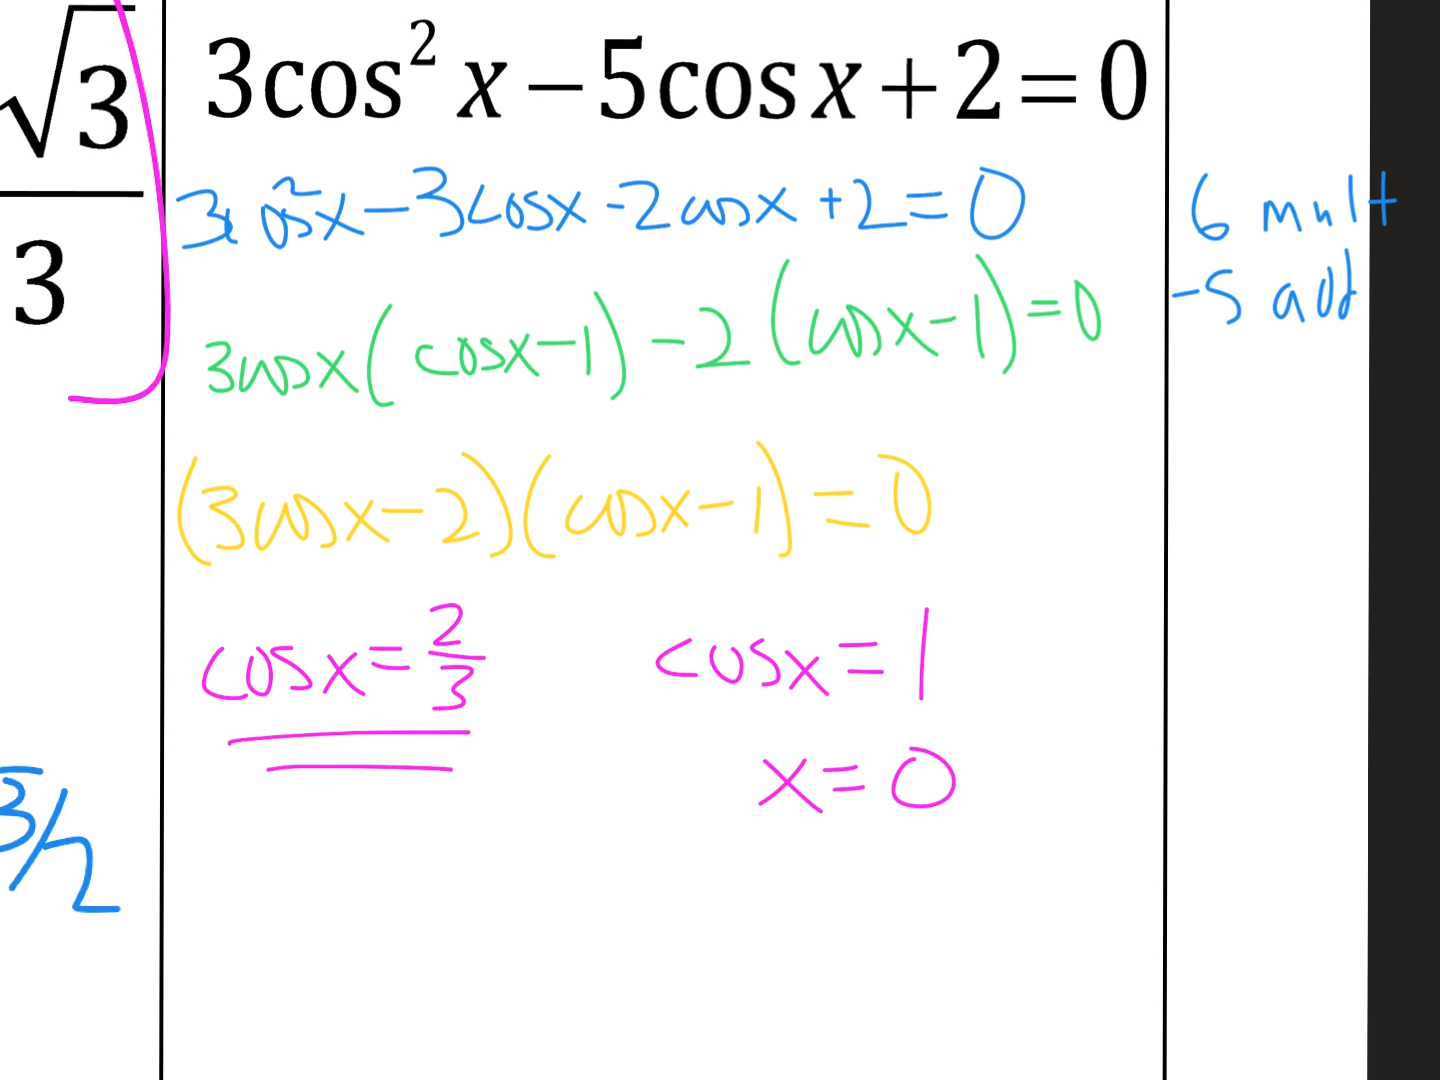 √3
3
3/2
3cos² x − 5cos x + 2 = 0
3cos²x − 3cosx − 2cosx + 2 = 0
3cosx(cosx − 1) − 2(cosx − 1) = 0
(3cosx − 2)(cosx − 1) = 0
cosx = 2/3 cosx = 1
x = 0
6 mult
-5 add